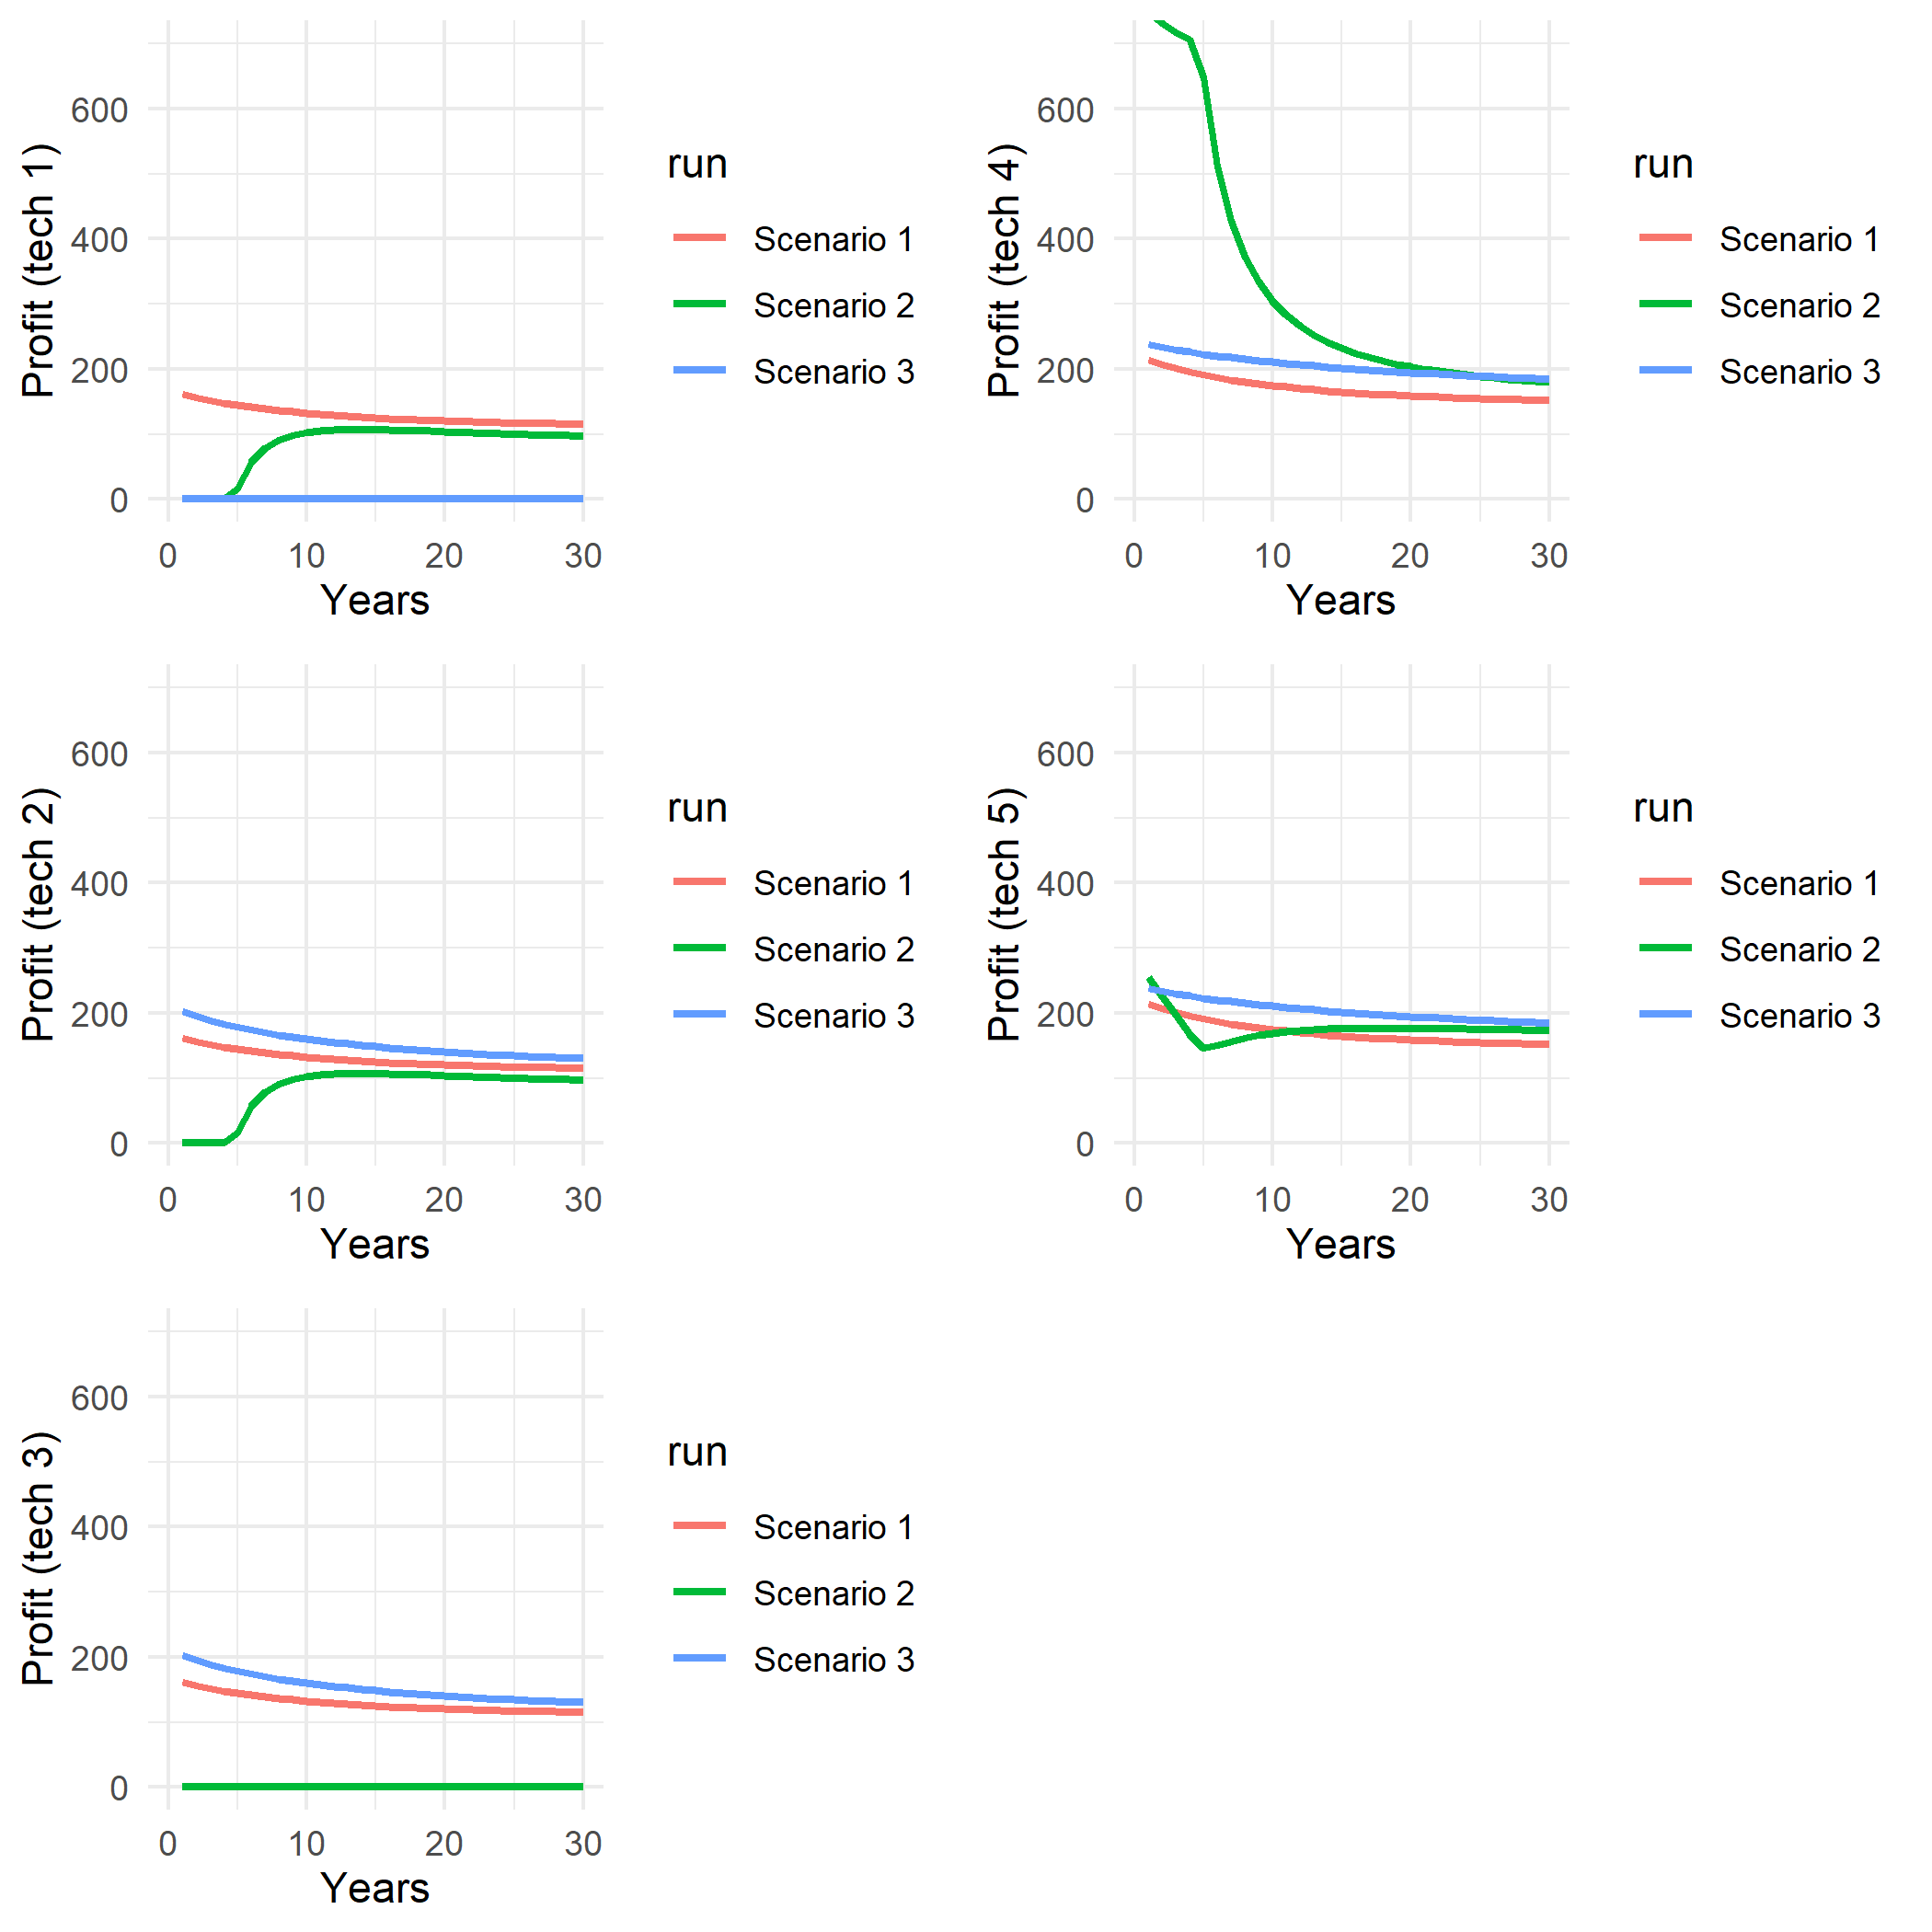 Profit (tech 1)
600
400
200
0
0 10 20 30
Years
run
Scenario 1
Scenario 2
Scenario 3
Profit (tech 4)
600
400
200
0
0 10 20 30
Years
run
Scenario 1
Scenario 2
Scenario 3
Profit (tech 2)
600
400
200
0
0 10 20 30
Years
run
Scenario 1
Scenario 2
Scenario 3
Profit (tech 5)
600
400
200
0
0 10 20 30
Years
run
Scenario 1
Scenario 2
Scenario 3
Profit (tech 3)
600
400
200
0
0 10 20 30
Years
run
Scenario 1
Scenario 2
Scenario 3